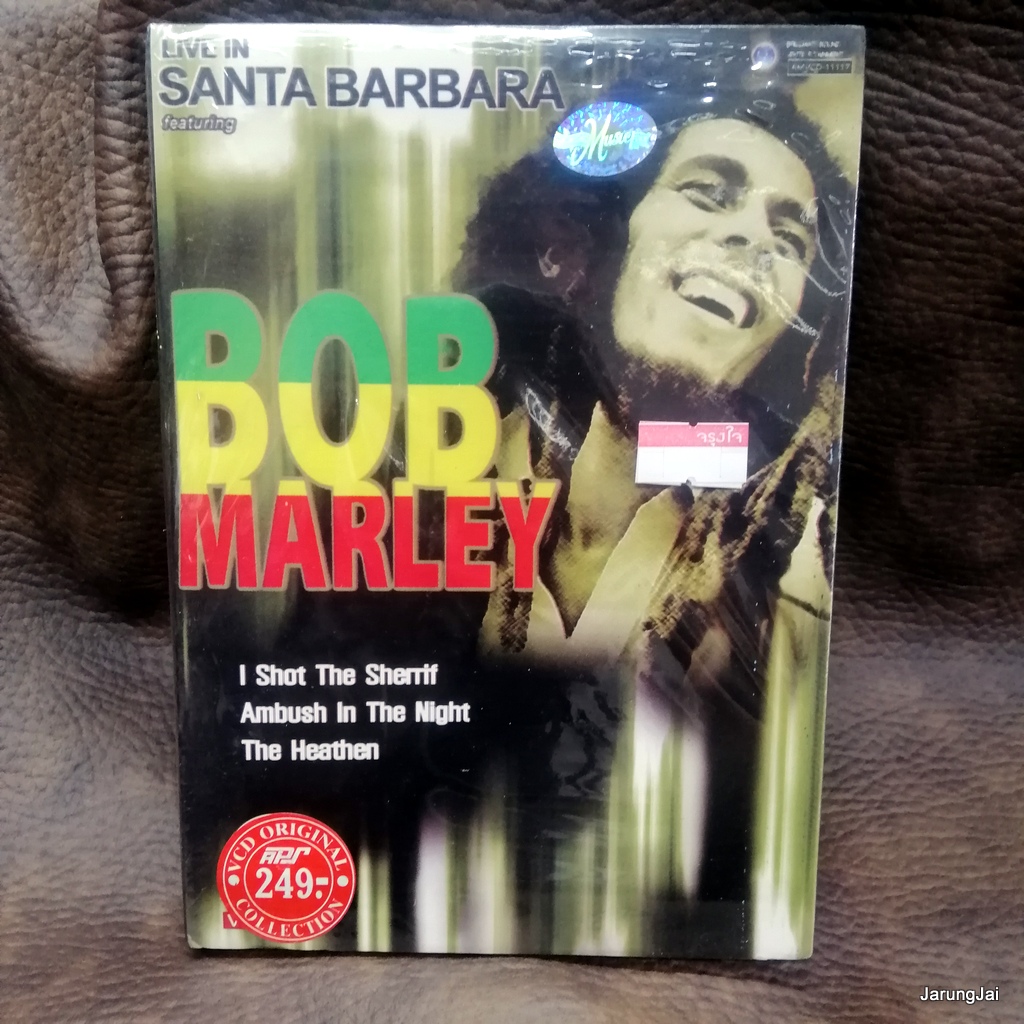 LIVE IN
SANTA BARBARA
featuring
Music
BOB
MARLEY
จรุงใจ
I Shot The Sherrif
Ambush In The Night
The Heathen
VCD ORIGINAL
APS
249.-
COLLECTION
JarungJai